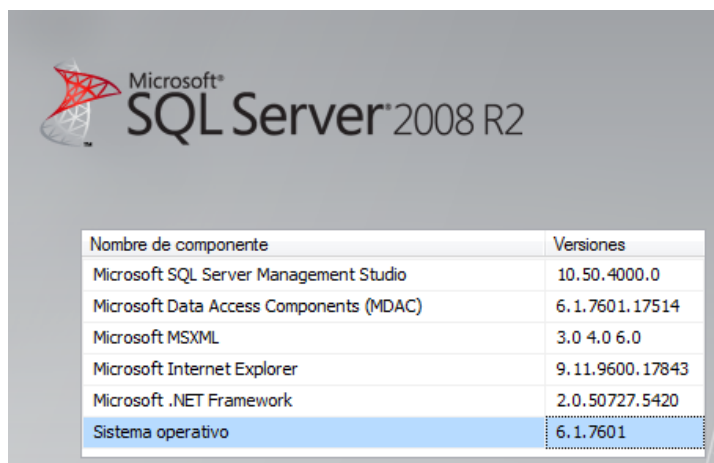 Microsoft®
SQL Server® 2008 R2
™
Nombre de componente Versiones
Microsoft SQL Server Management Studio 10.50.4000.0
Microsoft Data Access Components (MDAC) 6.1.7601.17514
Microsoft MSXML 3.0 4.0 6.0
Microsoft Internet Explorer 9.11.9600.17843
Microsoft .NET Framework 2.0.50727.5420
Sistema operativo 6.1.7601